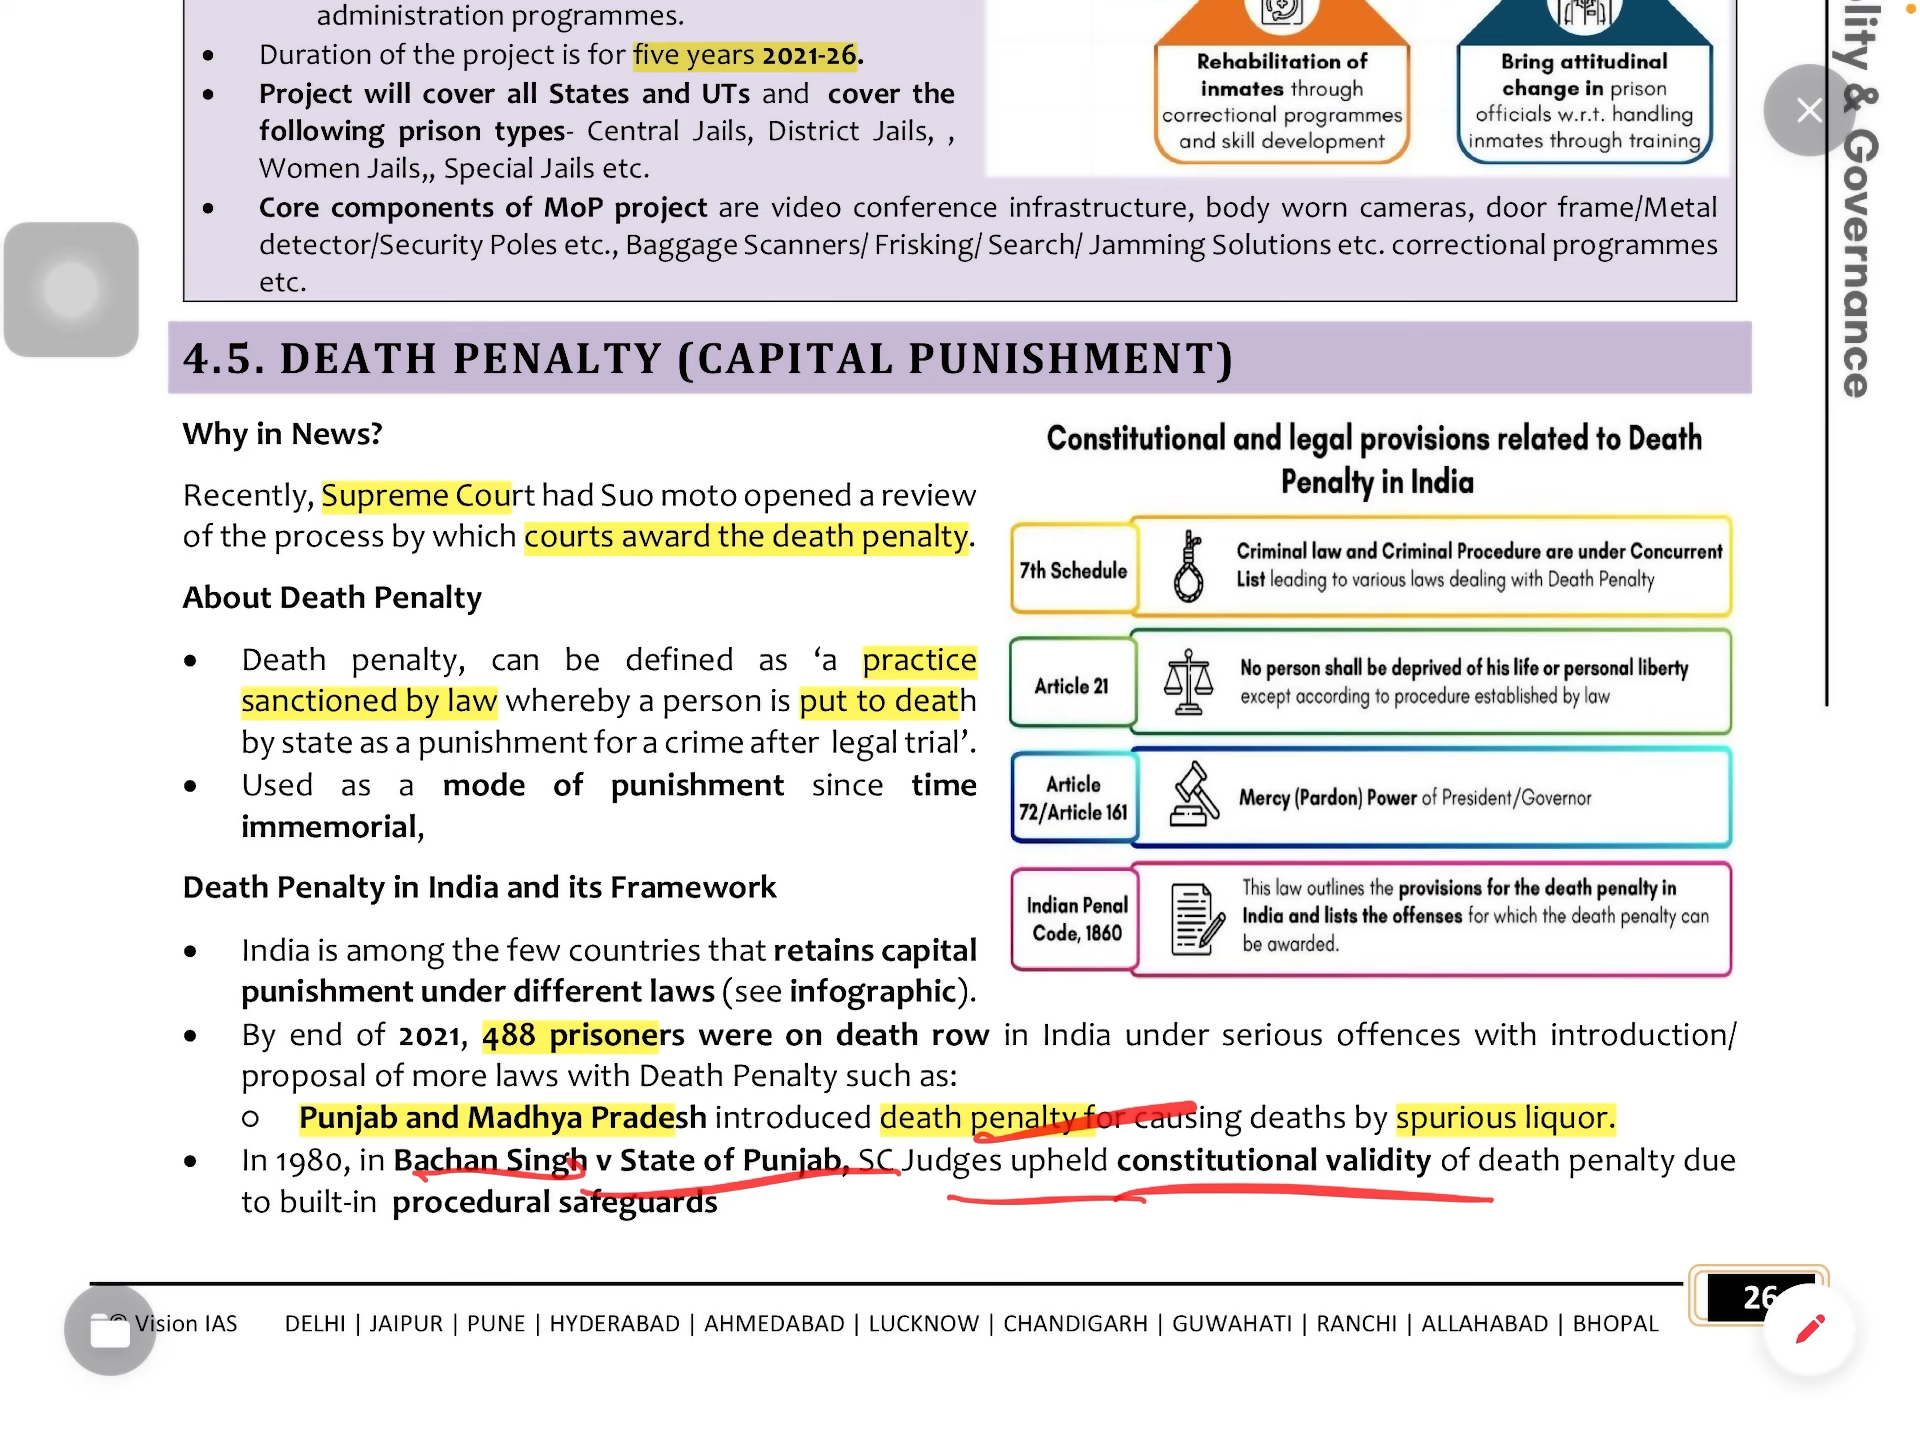 administration programmes.
• Duration of the project is for five years 2021-26.
• Project will cover all States and UTs and cover the
following prison types- Central Jails, District Jails, ,
Women Jails,, Special Jails etc.
Rehabilitation of
inmates through
correctional programmes
and skill development
Bring attitudinal
change in prison
officials w.r.t. handling
inmates through training
• Core components of MoP project are video conference infrastructure, body worn cameras, door frame/Metal
detector/Security Poles etc., Baggage Scanners/ Frisking/ Search/ Jamming Solutions etc. correctional programmes
etc.
4.5. DEATH PENALTY (CAPITAL PUNISHMENT)
Why in News?
Recently, Supreme Court had Suo moto opened a review
of the process by which courts award the death penalty.
About Death Penalty
• Death penalty, can be defined as ‘a practice
sanctioned by law whereby a person is put to death
by state as a punishment for a crime after legal trial’.
• Used as a mode of punishment since time
immemorial,
Death Penalty in India and its Framework
• India is among the few countries that retains capital
punishment under different laws (see infographic).
Constitutional and legal provisions related to Death
Penalty in India
7th Schedule
Criminal law and Criminal Procedure are under Concurrent
List leading to various laws dealing with Death Penalty
Article 21
No person shall be deprived of his life or personal liberty
except according to procedure established by law
Article
72/Article 161
Mercy (Pardon) Power of President/Governor
Indian Penal
Code, 1860
This law outlines the provisions for the death penalty in
India and lists the offenses for which the death penalty can
be awarded.
• By end of 2021, 488 prisoners were on death row in India under serious offences with introduction/
proposal of more laws with Death Penalty such as:
o Punjab and Madhya Pradesh introduced death penalty for causing deaths by spurious liquor.
• In 1980, in Bachan Singh v State of Punjab, SC Judges upheld constitutional validity of death penalty due
to built-in procedural safeguards
& Governance
© Vision IAS DELHI | JAIPUR | PUNE | HYDERABAD | AHMEDABAD | LUCKNOW | CHANDIGARH | GUWAHATI | RANCHI | ALLAHABAD | BHOPAL
26